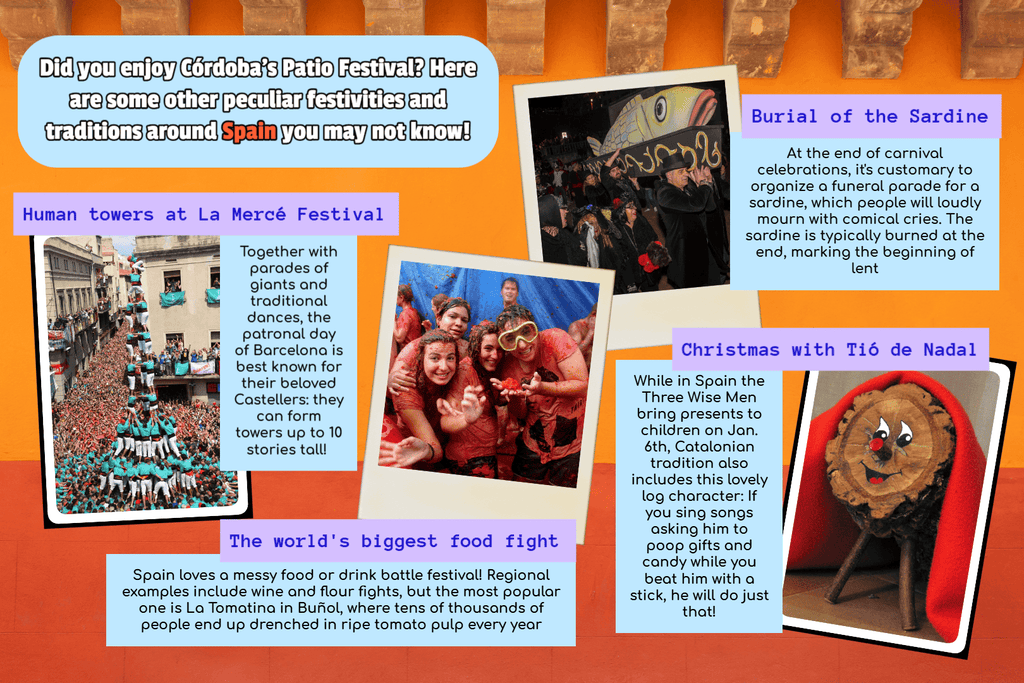 Did you enjoy Córdoba's Patio Festival? Here
are some other peculiar festivities and
traditions around Spain you may not know!
Human towers at La Mercé Festival
Together with
parades of
giants and
traditional
dances, the
patronal day
of Barcelona is
best known for
their beloved
Castellers: they
can form
towers up to 10
stories tall!
Burial of the Sardine
At the end of carnival
celebrations, it's customary to
organize a funeral parade for a
sardine, which people will loudly
mourn with comical cries. The
sardine is typically burned at the
end, marking the beginning of
lent
The world's biggest food fight
Spain loves a messy food or drink battle festival! Regional
examples include wine and flour fights, but the most popular
one is La Tomatina in Buñol, where tens of thousands of
people end up drenched in ripe tomato pulp every year
Christmas with Tió de Nadal
While in Spain the
Three Wise Men
bring presents to
children on Jan.
6th, Catalonian
tradition also
includes this lovely
log character: If
you sing songs
asking him to
poop gifts and
candy while you
beat him with a
stick, he will do just
that!